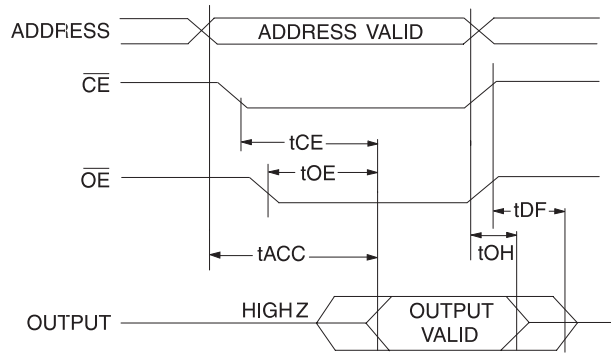 ADDRESS
ADDRESS VALID
CE
tCE
tOE
OE
tDF
tOH
tACC
HIGH Z
OUTPUT
OUTPUT
VALID